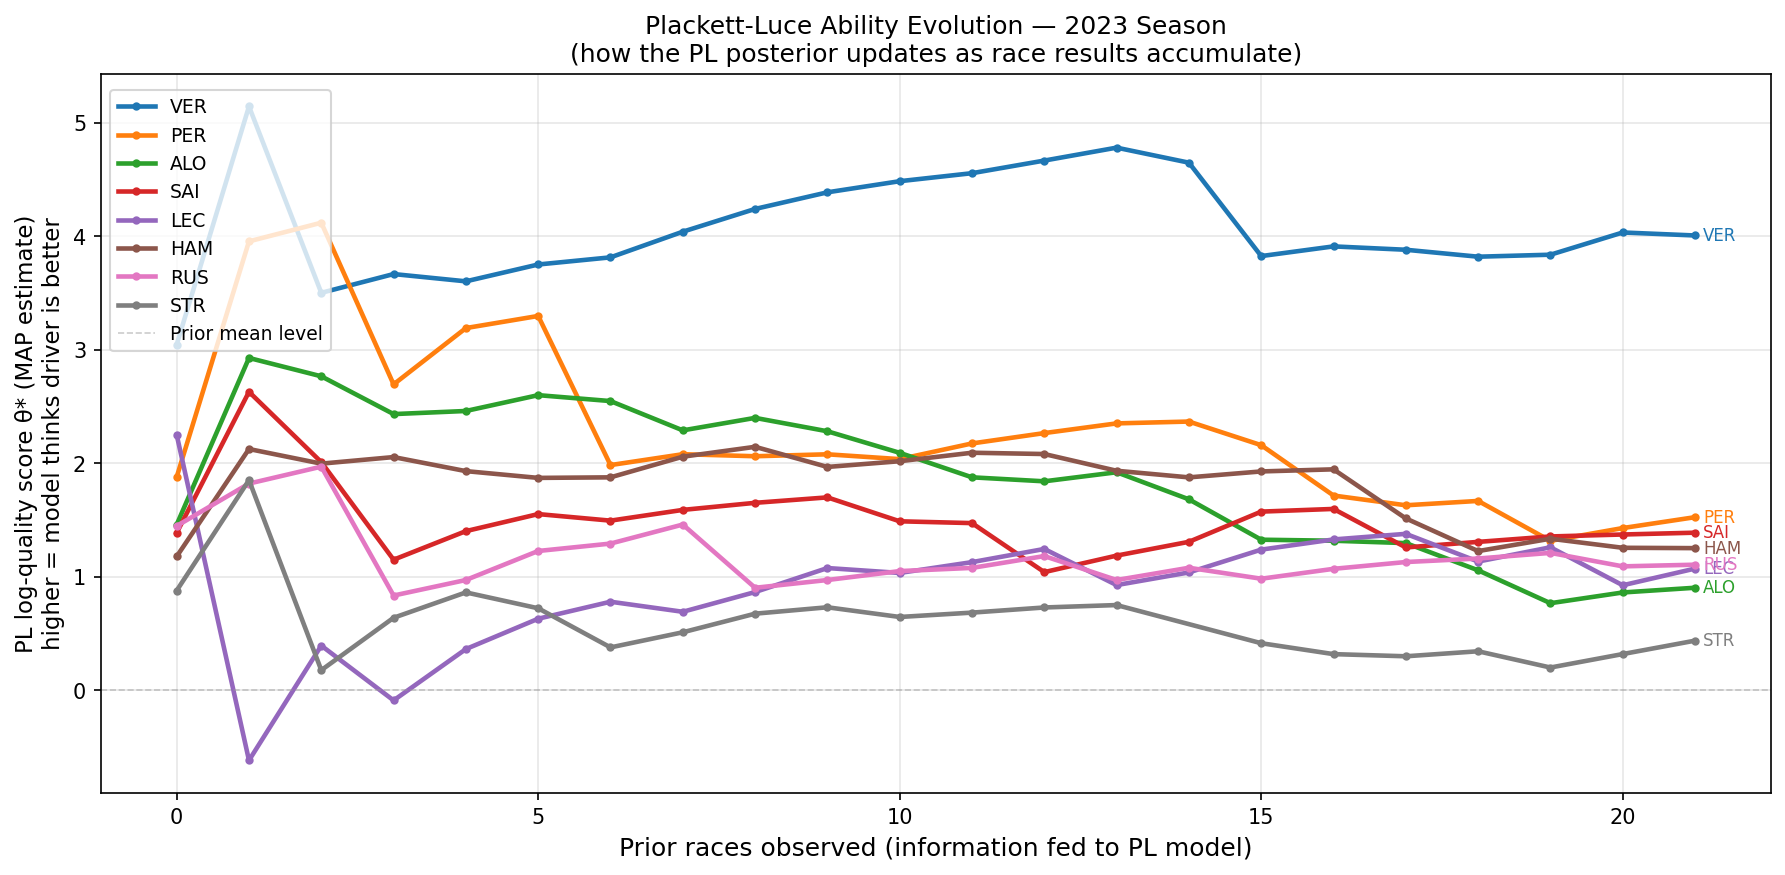 Plackett-Luce Ability Evolution — 2023 Season
(how the PL posterior updates as race results accumulate)
PL log-quality score θ* (MAP estimate)
higher = model thinks driver is better
5
4
3
2
1
0
VER
PER
ALO
SAI
LEC
HAM
RUS
STR
Prior mean level
VER
PER
SAI
HAM
RUS
LEC
ALO
STR
0
5
10
15
20
Prior races observed (information fed to PL model)